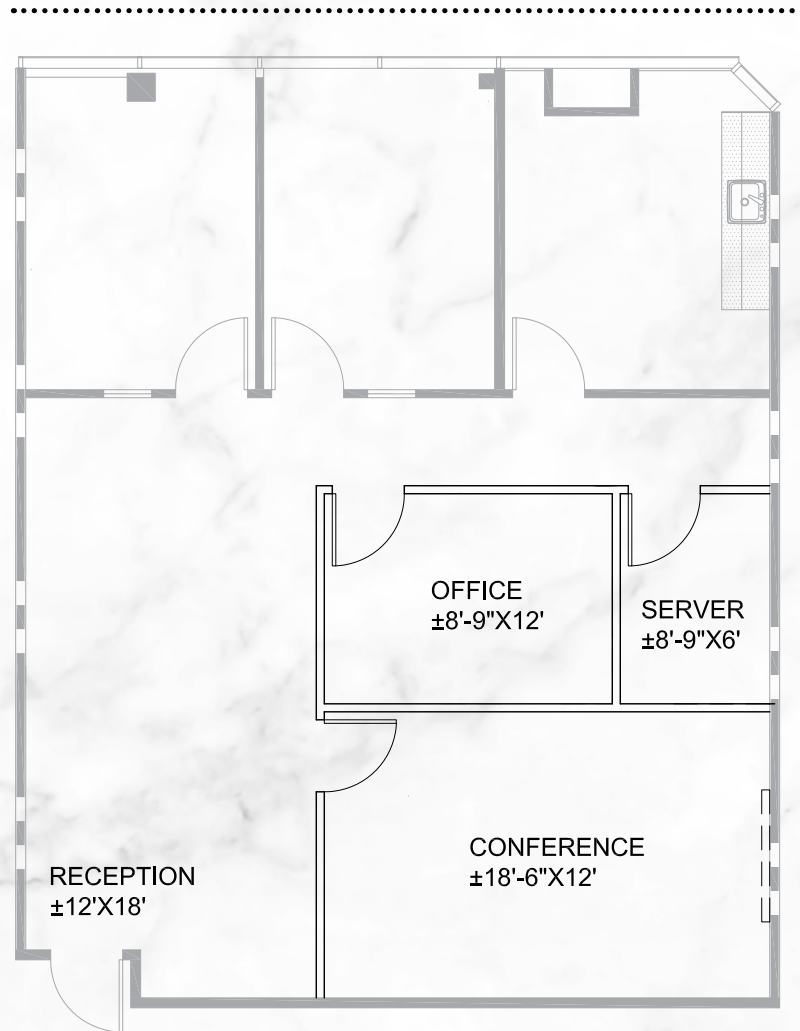 OFFICE
±8'-9"X12'
SERVER
±8'-9"X6'
CONFERENCE
±18'-6"X12'
RECEPTION
±12'X18'